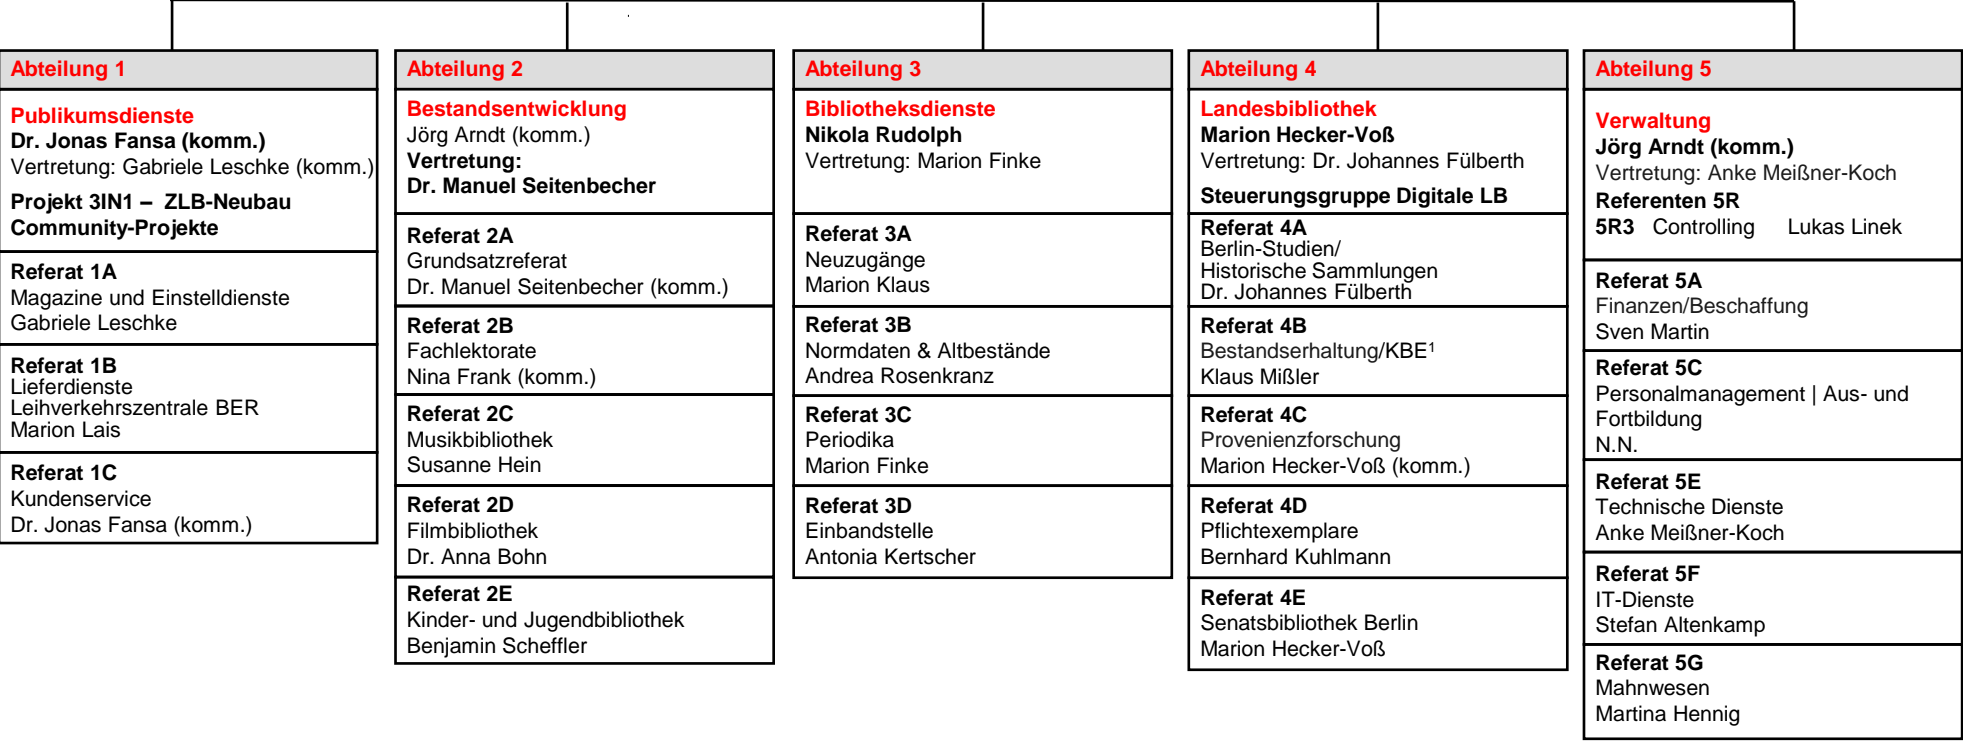 Abteilung 1
Publikumsdienste
Dr. Jonas Fansa (komm.)
Vertretung: Gabriele Leschke (komm.)
Projekt 3IN1 – ZLB-Neubau
Community-Projekte
Referat 1A
Magazine und Einstelldienste
Gabriele Leschke
Referat 1B
Lieferdienste
Leihverkehrszentrale BER
Marion Lais
Referat 1C
Kundenservice
Dr. Jonas Fansa (komm.)
Abteilung 2
Bestandsentwicklung
Jörg Arndt (komm.)
Vertretung:
Dr. Manuel Seitenbecher
Referat 2A
Grundsatzreferat
Dr. Manuel Seitenbecher (komm.)
Referat 2B
Fachlektorate
Nina Frank (komm.)
Referat 2C
Musikbibliothek
Susanne Hein
Referat 2D
Filmbibliothek
Dr. Anna Bohn
Referat 2E
Kinder- und Jugendbibliothek
Benjamin Scheffler
Abteilung 3
Bibliotheksdienste
Nikola Rudolph
Vertretung: Marion Finke
Referat 3A
Neuzugänge
Marion Klaus
Referat 3B
Normdaten & Altbestände
Andrea Rosenkranz
Referat 3C
Periodika
Marion Finke
Referat 3D
Einbandstelle
Antonia Kertscher
Abteilung 4
Landesbibliothek
Marion Hecker-Voß
Vertretung: Dr. Johannes Fülberth
Steuerungsgruppe Digitale LB
Referat 4A
Berlin-Studien/
Historische Sammlungen
Dr. Johannes Fülberth
Referat 4B
Bestandserhaltung/KBE¹
Klaus Mißler
Referat 4C
Provenienzforschung
Marion Hecker-Voß (komm.)
Referat 4D
Pflichtexemplare
Bernhard Kuhlmann
Referat 4E
Senatsbibliothek Berlin
Marion Hecker-Voß
Abteilung 5
Verwaltung
Jörg Arndt (komm.)
Vertretung: Anke Meißner-Koch
Referenten 5R
5R3 Controlling Lukas Linek
Referat 5A
Finanzen/Beschaffung
Sven Martin
Referat 5C
Personalmanagement | Aus- und
Fortbildung
N.N.
Referat 5E
Technische Dienste
Anke Meißner-Koch
Referat 5F
IT-Dienste
Stefan Altenkamp
Referat 5G
Mahnwesen
Martina Hennig